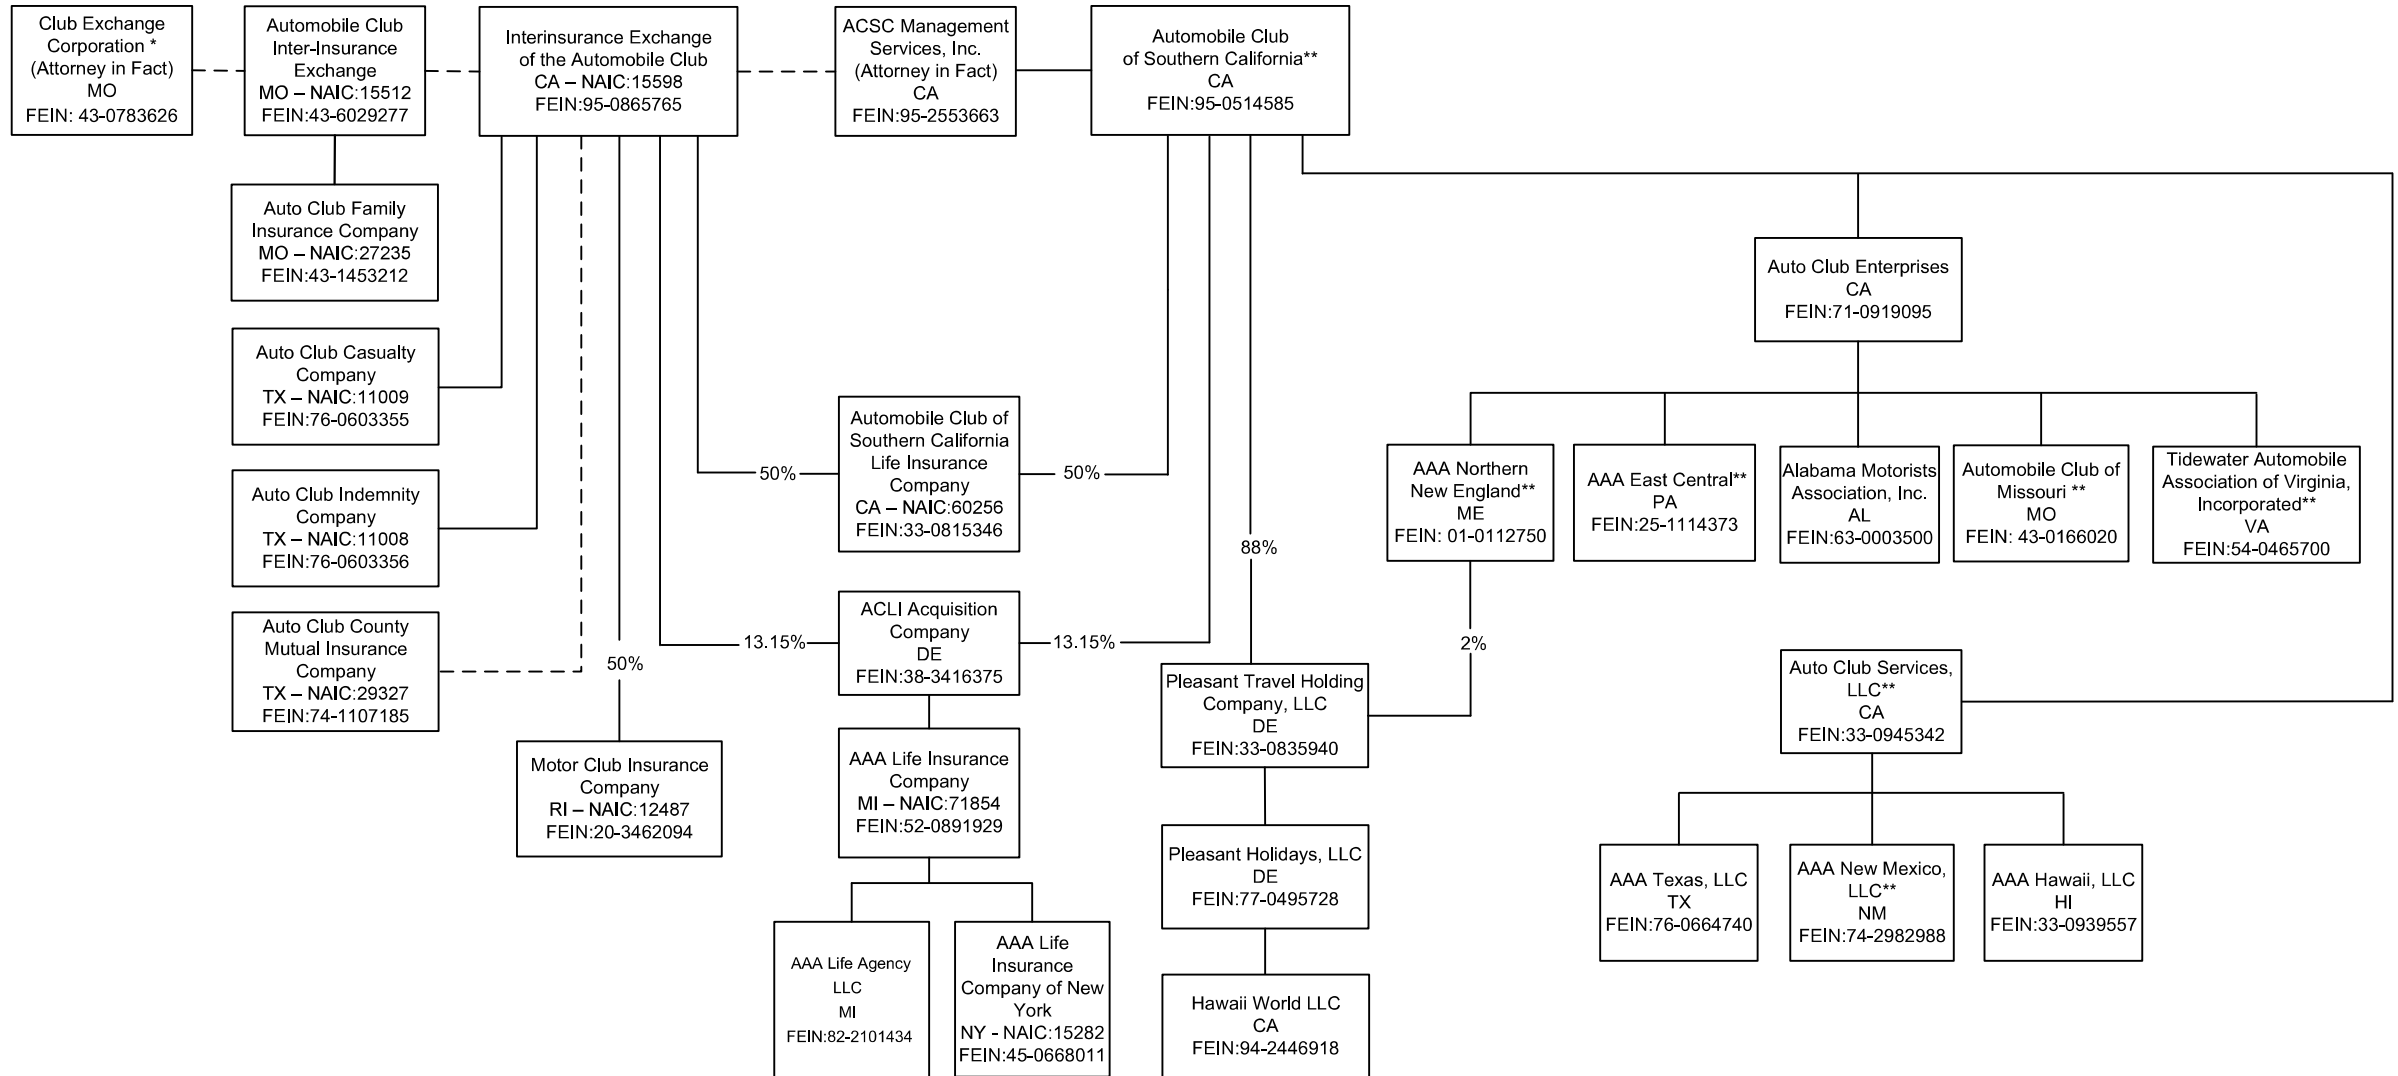 Club Exchange
Corporation *
(Attorney in Fact)
MO
FEIN: 43-0783626
Automobile Club
Inter-Insurance
Exchange
MO – NAIC:15512
FEIN:43-6029277
Interinsurance Exchange
of the Automobile Club
CA – NAIC:15598
FEIN:95-0865765
ACSC Management
Services, Inc.
(Attorney in Fact)
CA
FEIN:95-2553663
Automobile Club
of Southern California**
CA
FEIN:95-0514585
Auto Club Family
Insurance Company
MO – NAIC:27235
FEIN:43-1453212
Auto Club Enterprises
CA
FEIN:71-0919095
Auto Club Casualty
Company
TX – NAIC:11009
FEIN:76-0603355
Automobile Club of
Southern California
Life Insurance
Company
CA – NAIC:60256
FEIN:33-0815346
50%
50%
AAA Northern
New England**
ME
FEIN: 01-0112750
AAA East Central**
PA
FEIN:25-1114373
Alabama Motorists
Association, Inc.
AL
FEIN:63-0003500
Automobile Club of
Missouri **
MO
FEIN: 43-0166020
Tidewater Automobile
Association of Virginia,
Incorporated**
VA
FEIN:54-0465700
Auto Club Indemnity
Company
TX – NAIC:11008
FEIN:76-0603356
88%
Auto Club County
Mutual Insurance
Company
TX – NAIC:29327
FEIN:74-1107185
50%
13.15%
ACLI Acquisition
Company
DE
FEIN:38-3416375
13.15%
2%
Pleasant Travel Holding
Company, LLC
DE
FEIN:33-0835940
Auto Club Services,
LLC**
CA
FEIN:33-0945342
Motor Club Insurance
Company
RI – NAIC:12487
FEIN:20-3462094
AAA Life Insurance
Company
MI – NAIC:71854
FEIN:52-0891929
Pleasant Holidays, LLC
DE
FEIN:77-0495728
AAA Texas, LLC
TX
FEIN:76-0664740
AAA New Mexico,
LLC**
NM
FEIN:74-2982988
AAA Hawaii, LLC
HI
FEIN:33-0939557
AAA Life Agency
LLC
MI
FEIN:82-2101434
AAA Life
Insurance
Company of New
York
NY - NAIC:15282
FEIN:45-0668011
Hawaii World LLC
CA
FEIN:94-2446918